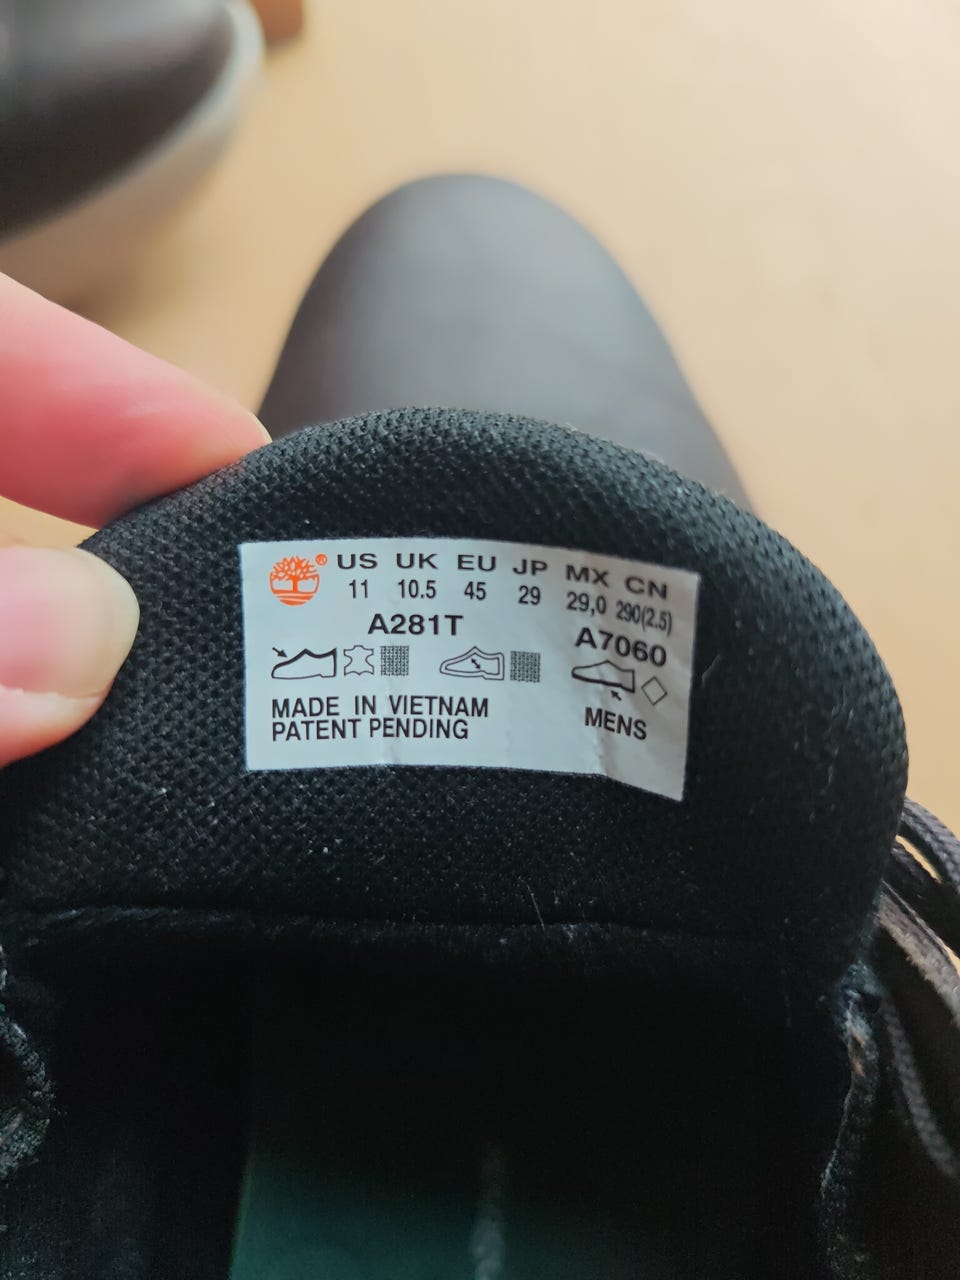 ® US UK EU JP MX CN
11 10.5 45 29 29,0 290(2.5)
A281T A7060
MADE IN VIETNAM
PATENT PENDING
MENS